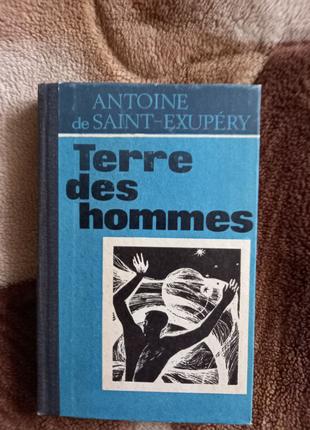 ANTOINE
de SAINT-EXUPÉRY
Terre
des
hommes